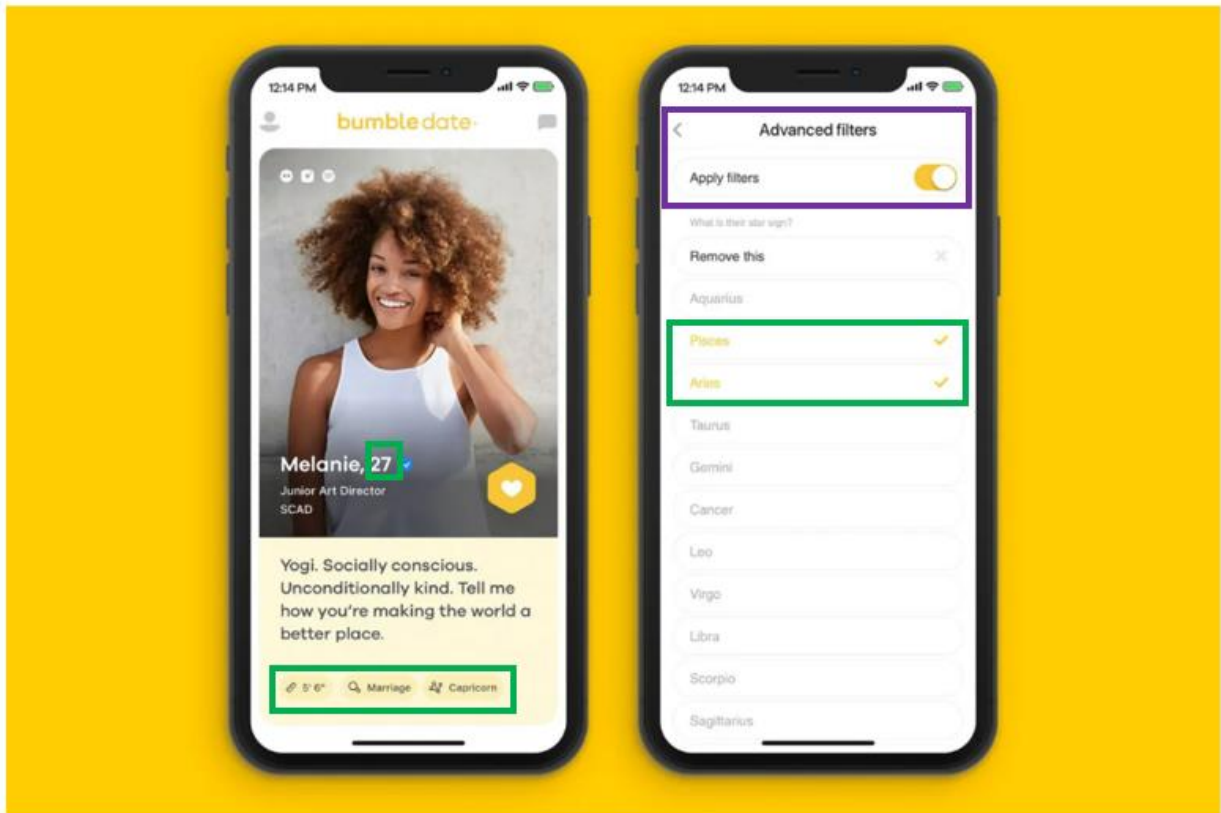 12:14 PM
bumble date
Melanie, 27
Junior Art Director
SCAD
Yogi. Socially conscious.
Unconditionally kind. Tell me
how you're making the world a
better place.
5' 6" Marriage Capricorn
12:14 PM
Advanced filters
Apply filters
What is their star sign?
Remove this
Aquarius
Pisces
Aries
Taurus
Gemini
Cancer
Leo
Virgo
Libra
Scorpio
Sagittarius